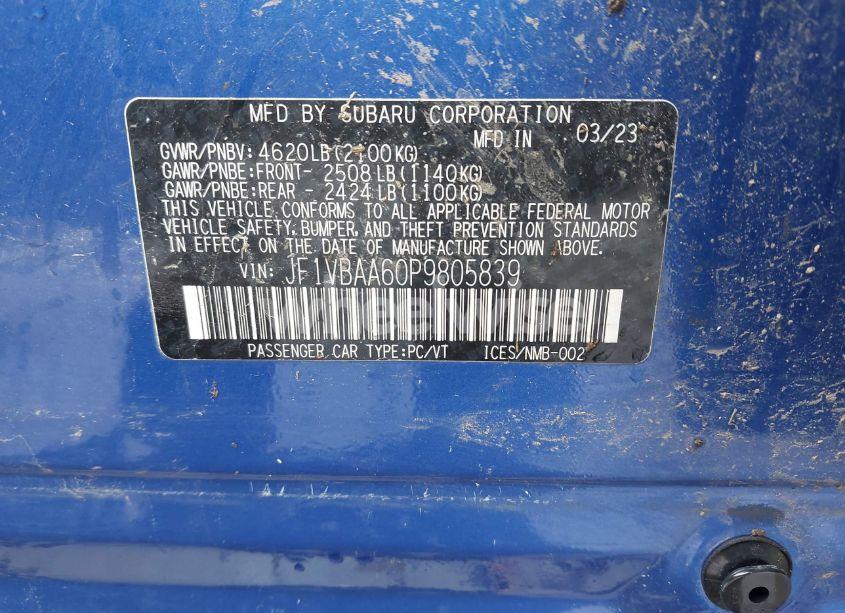 MFD BY SUBARU CORPORATION
MFD IN 03/23
GVWR/PNBV: 4620LB(2100KG)
GAWR/PNBE:FRONT- 2508LB(1140KG)
GAWR/PNBE:REAR - 2424LB(1100KG)
THIS VEHICLE CONFORMS TO ALL APPLICABLE FEDERAL MOTOR
VEHICLE SAFETY, BUMPER, AND THEFT PREVENTION STANDARDS
IN EFFECT ON THE DATE OF MANUFACTURE SHOWN ABOVE.
VIN: JF1VBAA60P9805839
PASSENGER CAR TYPE:PC/VT ICES/NMB-002